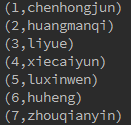 (1,chenhongjun)
(2,huangmanqi)
(3,liyue)
(4,xiecaiyun)
(5,luxinwen)
(6,huheng)
(7,zhouqianyin)